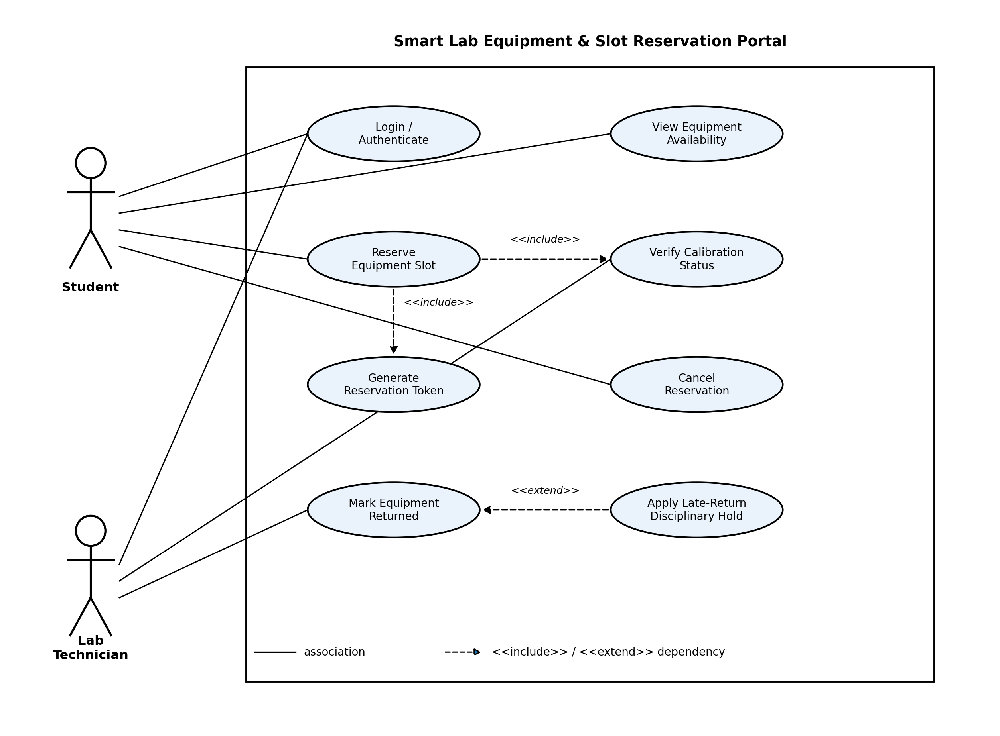 Smart Lab Equipment & Slot Reservation Portal
Login /
Authenticate
View Equipment
Availability
Student
Reserve
Equipment Slot
<<include>>
Verify Calibration
Status
<<include>>
Generate
Reservation Token
Cancel
Reservation
Mark Equipment
Returned
<<extend>>
Apply Late-Return
Disciplinary Hold
Lab
Technician
association
<<include>> / <<extend>> dependency